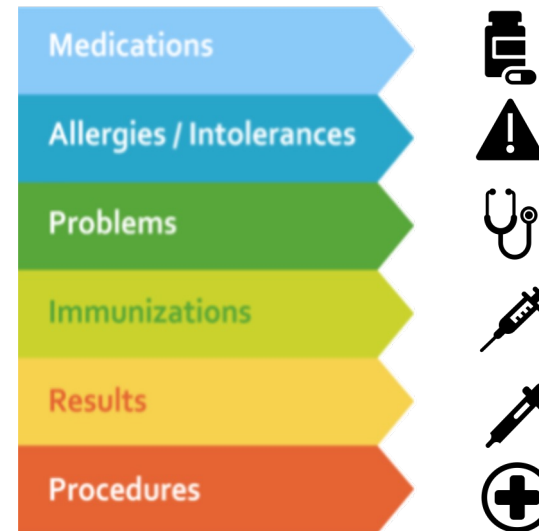 Medications
Allergies / Intolerances
Problems
Immunizations
Results
Procedures